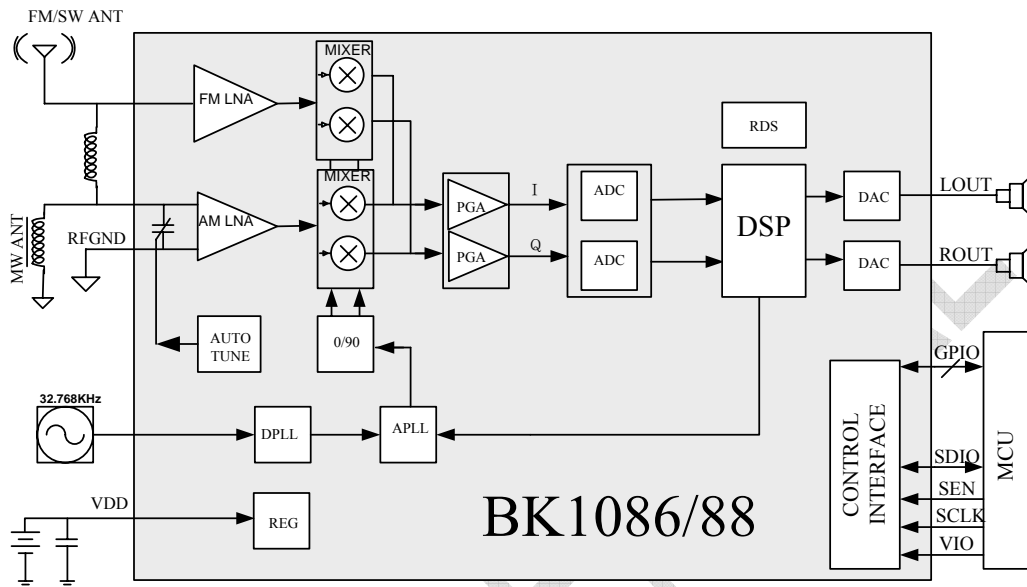 FM/SW ANT
MIXER
FM LNA
RDS
MIXER
ADC
I
PGA
DSP
DAC
LOUT
AM LNA
MW ANT
RFGND
Q
PGA
ADC
DAC
ROUT
AUTO
TUNE
0/90
GPIO
32.768KHz
DPLL
APLL
CONTROL
INTERFACE
MCU
SDIO
SEN
SCLK
VIO
VDD
REG
BK1086/88